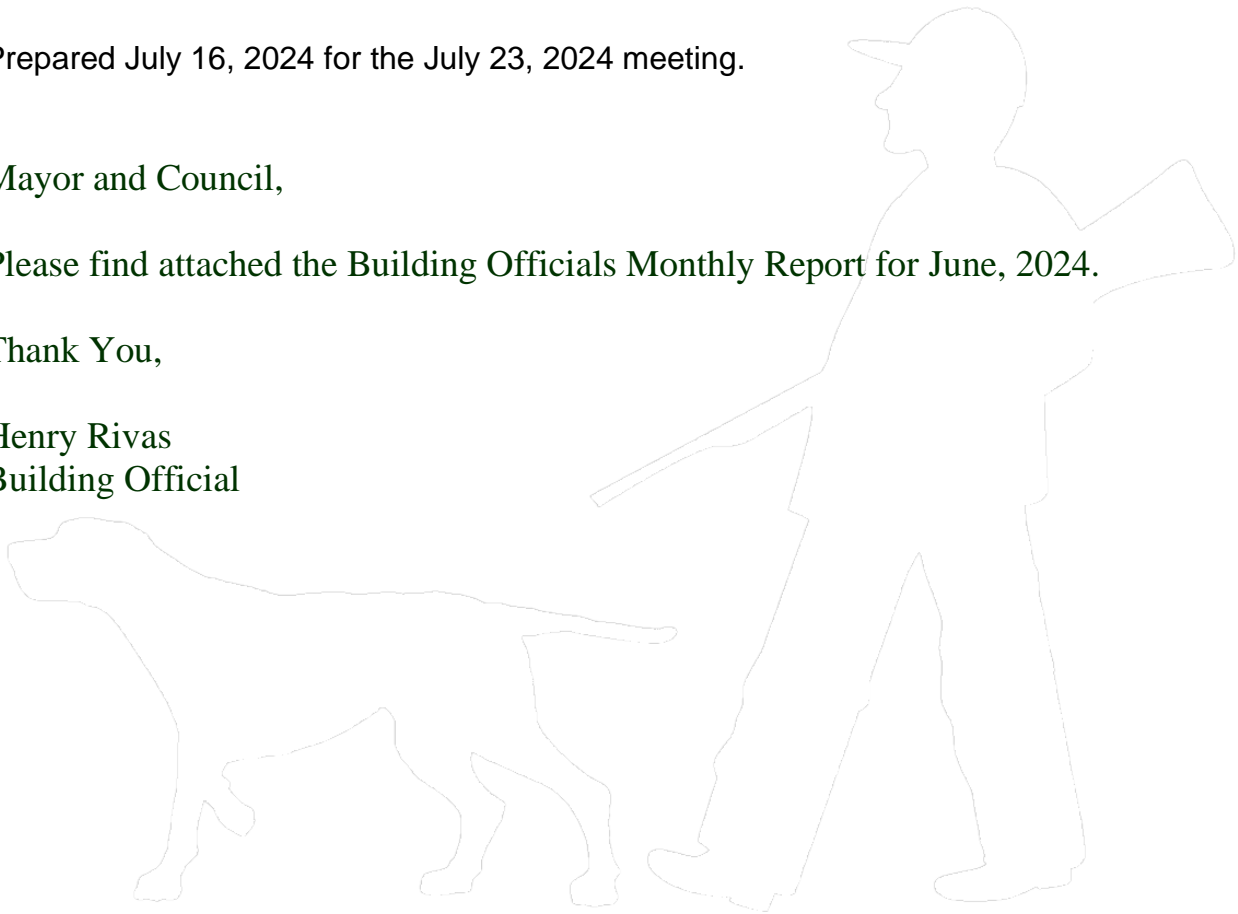 Prepared July 16, 2024 for the July 23, 2024 meeting.
Mayor and Council,
Please find attached the Building Officials Monthly Report for June, 2024.
Thank You,
Henry Rivas
Building Official